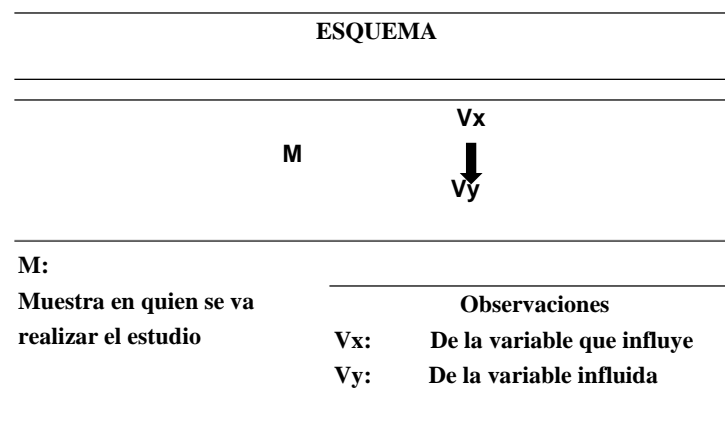 ESQUEMA
Vx
M
Vy
M:
Muestra en quien se va
realizar el estudio
Observaciones
Vx: De la variable que influye
Vy: De la variable influida